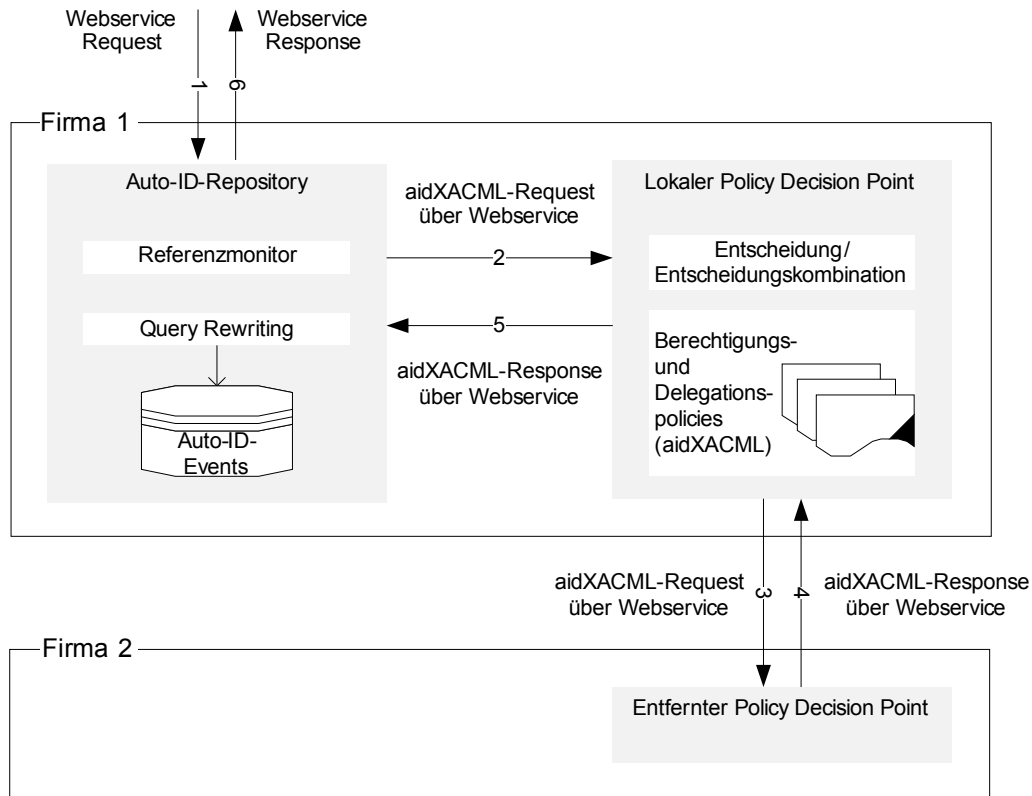 Webservice
Request
Webservice
Response
1
6
Firma 1
Auto-ID-Repository
Referenzmonitor
Query Rewriting
Auto-ID-
Events
aidXACML-Request
über Webservice
2
5
aidXACML-Response
über Webservice
Lokaler Policy Decision Point
Entscheidung/
Entscheidungskombination
Berechtigungs-
und
Delegations-
policies
(aidXACML)
aidXACML-Request
über Webservice
3
4
aidXACML-Response
über Webservice
Firma 2
Entfernter Policy Decision Point